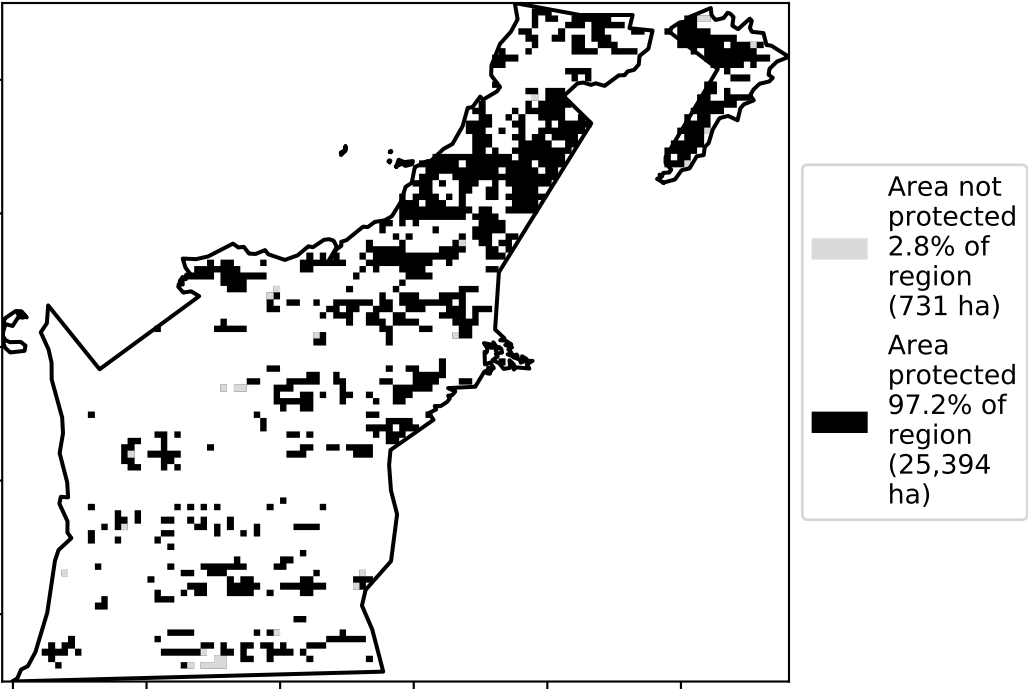 Area not
protected
2.8% of
region
(731 ha)
Area
protected
97.2% of
region
(25,394
ha)